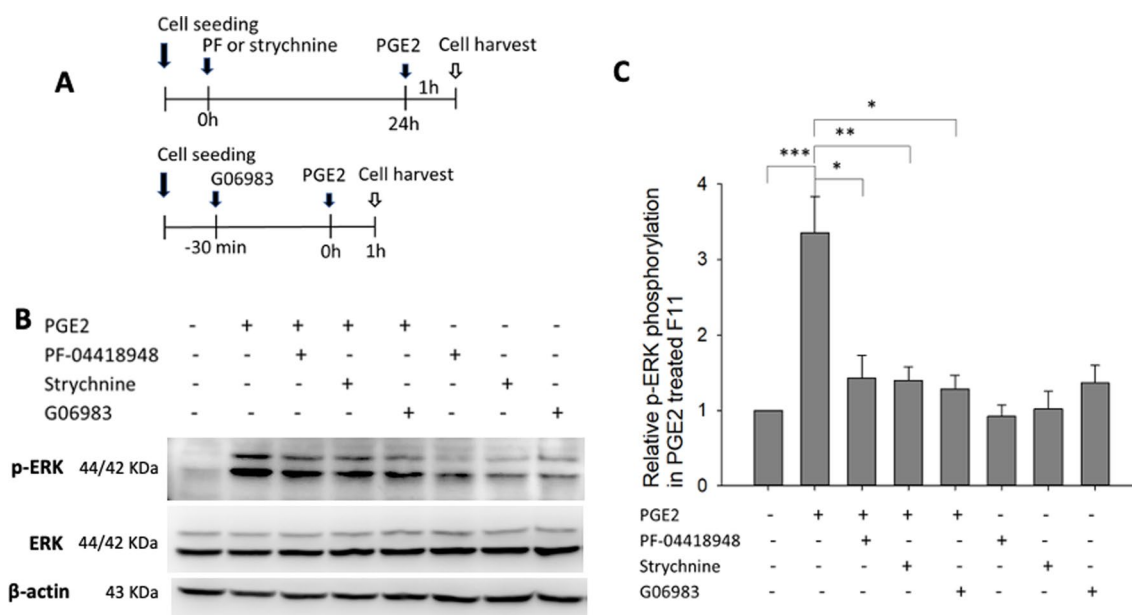 A
Cell seeding
PF or strychnine
PGE2
Cell harvest
1h
0h
24h
Cell seeding
G06983
PGE2
Cell harvest
-30 min
0h
1h
B
PGE2 - + + + + - - -
PF-04418948 - - + - - + - -
Strychnine - - - + - - + -
G06983 - - - - + - - +
p-ERK 44/42 KDa
ERK 44/42 KDa
β-actin 43 KDa
C
*
**
***
*
Relative p-ERK phosphorylation
in PGE2 treated F11
4
3
2
1
0
PGE2 - + + + + - - -
PF-04418948 - - + - - + - -
Strychnine - - - + - - + -
G06983 - - - - + - - +